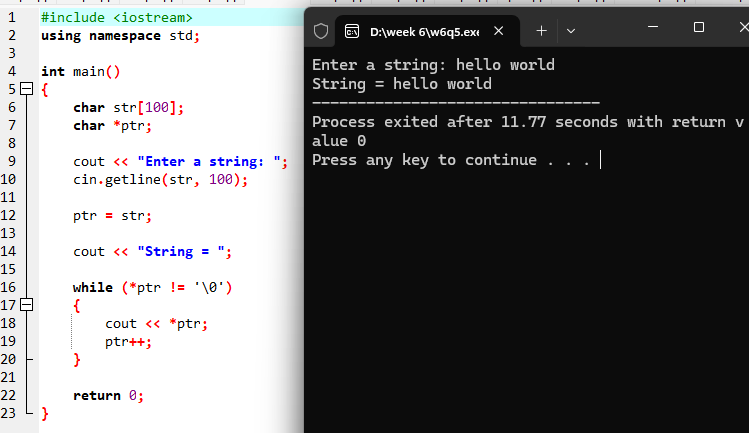 1 #include <iostream>
2 using namespace std;
3
4 int main()
5 {
6 char str[100];
7 char *ptr;
8
9 cout << "Enter a string: ";
10 cin.getline(str, 100);
11
12 ptr = str;
13
14 cout << "String = ";
15
16 while (*ptr != '\0')
17 {
18 cout << *ptr;
19 ptr++;
20 }
21
22 return 0;
23 }
D:\week 6\w6q5.exe
Enter a string: hello world
String = hello world
--------------------------------
Process exited after 11.77 seconds with return v
alue 0
Press any key to continue . . .